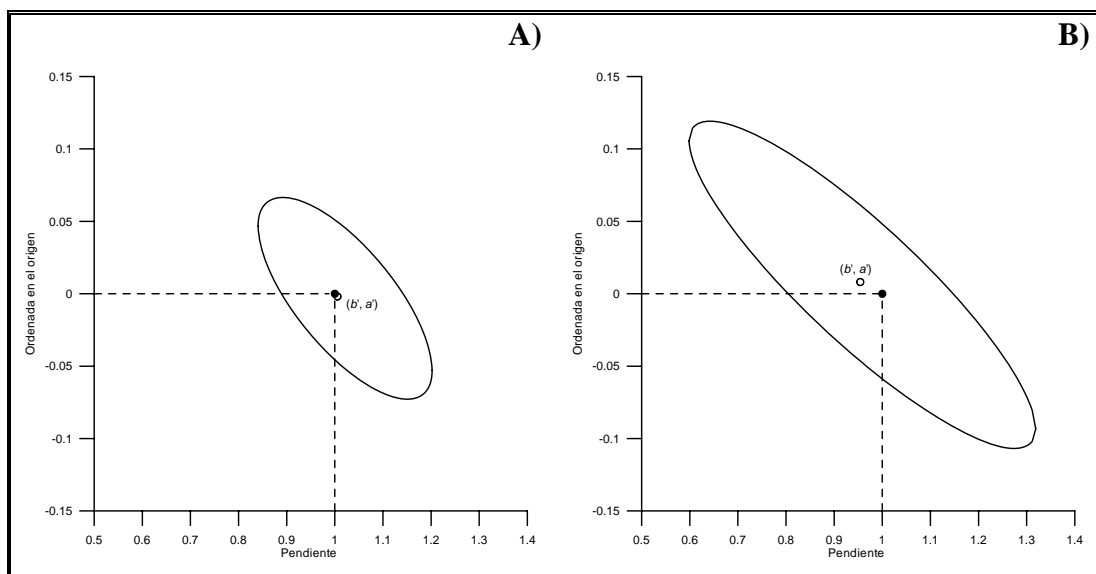 A)
0.15
0.1
0.05
0
-0.05
-0.1
-0.15
Ordenada en el origen
(b', a')
0.5 0.6 0.7 0.8 0.9 1 1.1 1.2 1.3 1.4
Pendiente
B)
0.15
0.1
0.05
0
-0.05
-0.1
-0.15
Ordenada en el origen
(b', a')
0.5 0.6 0.7 0.8 0.9 1 1.1 1.2 1.3 1.4
Pendiente